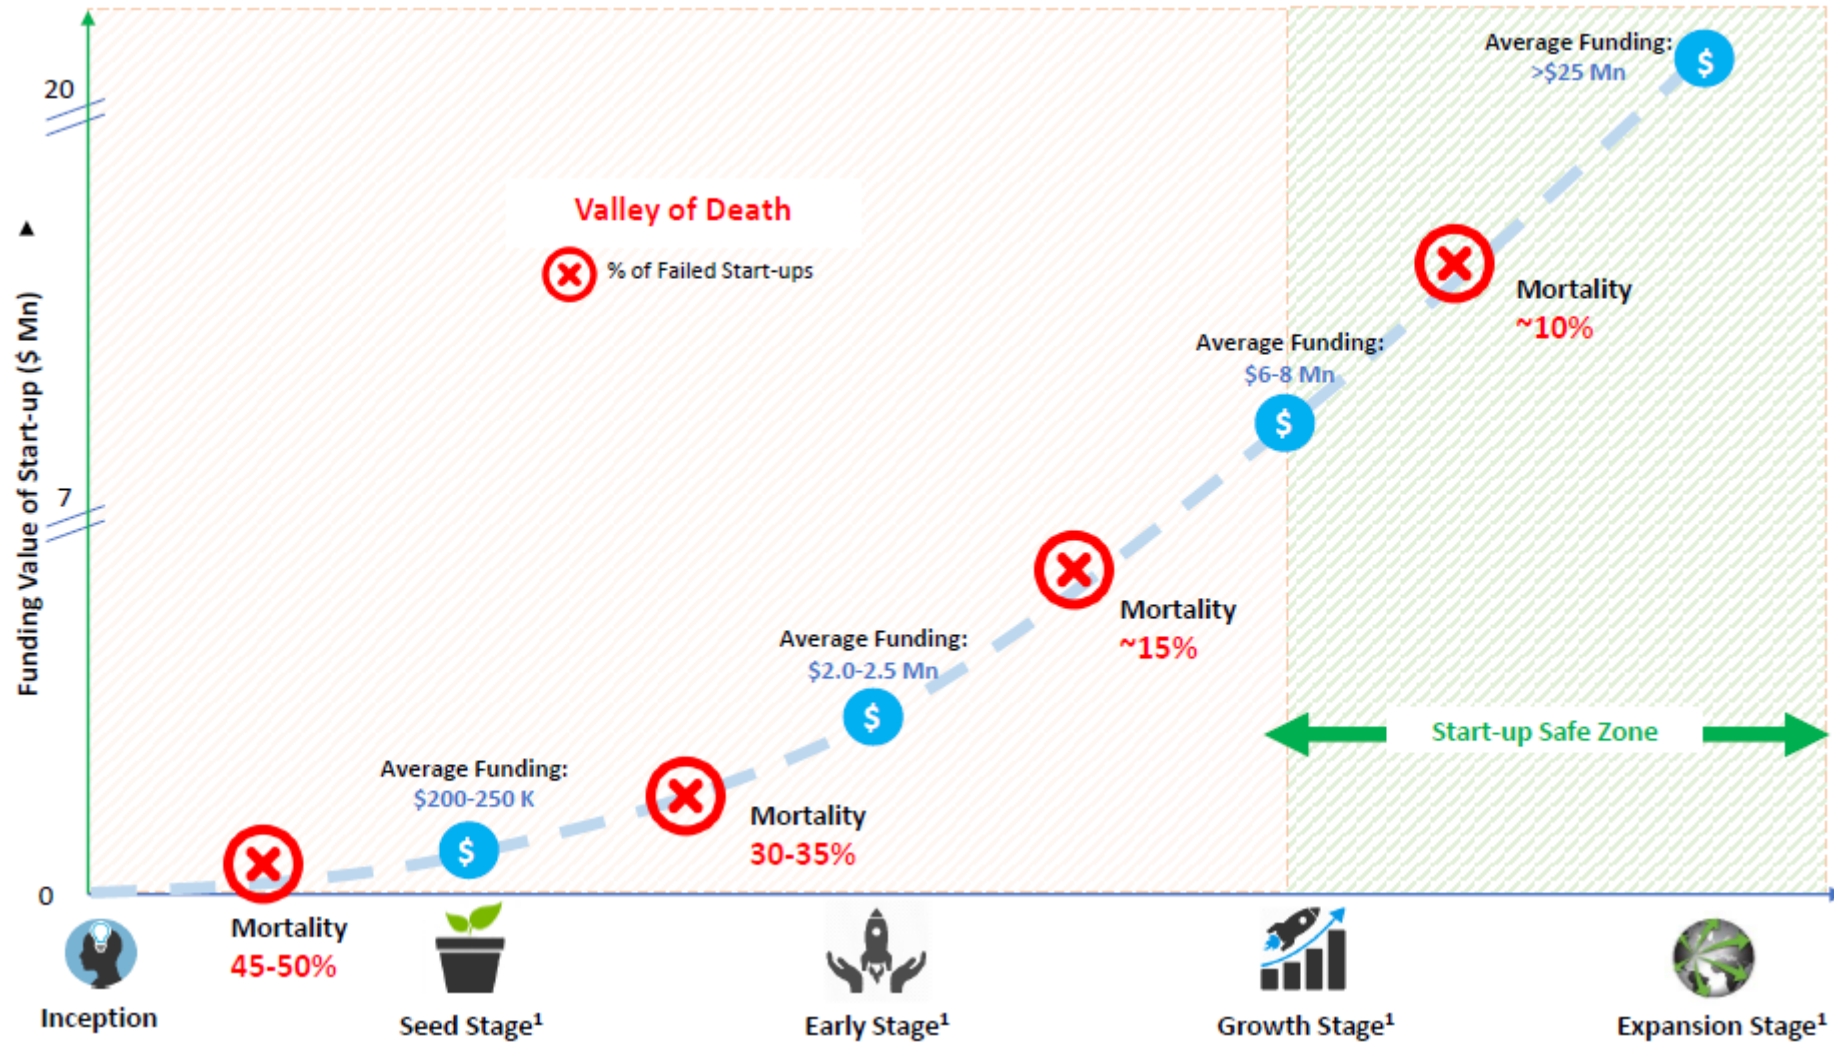 Average Funding:
>$25 Mn
20
Valley of Death
% of Failed Start-ups
Mortality
~10%
Average Funding:
$6-8 Mn
Funding Value of Start-up ($ Mn) ▲
7
Mortality
~15%
Average Funding:
$2.0-2.5 Mn
Start-up Safe Zone
Average Funding:
$200-250 K
Mortality
30-35%
0
Mortality
45-50%
Inception
Seed Stage¹
Early Stage¹
Growth Stage¹
Expansion Stage¹